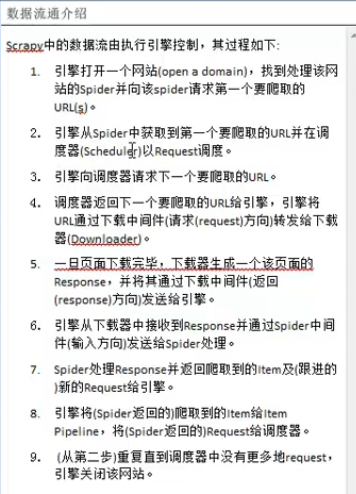 数据流通介绍
Scrapy中的数据流由执行引擎控制，其过程如下:
1. 引擎打开一个网站(open a domain)，找到处理该网
站的Spider并向该spider请求第一个要爬取的
URL(s)。
2. 引擎从Spider中获取到第一个要爬取的URL并在调
度器(Scheduler)以Request调度。
3. 引擎向调度器请求下一个要爬取的URL。
4. 调度器返回下一个要爬取的URL给引擎，引擎将
URL通过下载中间件(请求(request)方向)转发给下载
器(Downloader)。
5. 一旦页面下载完毕，下载器生成一个该页面的
Response，并将其通过下载中间件(返回
(response)方向)发送给引擎。
6. 引擎从下载器中接收到Response并通过Spider中间
件(输入方向)发送给Spider处理。
7. Spider处理Response并返回爬取到的Item及(跟进的
)新的Request给引擎。
8. 引擎将(Spider返回的)爬取到的Item给Item
Pipeline，将(Spider返回的)Request给调度器。
9. (从第二步)重复直到调度器中没有更多地request，
引擎关闭该网站。